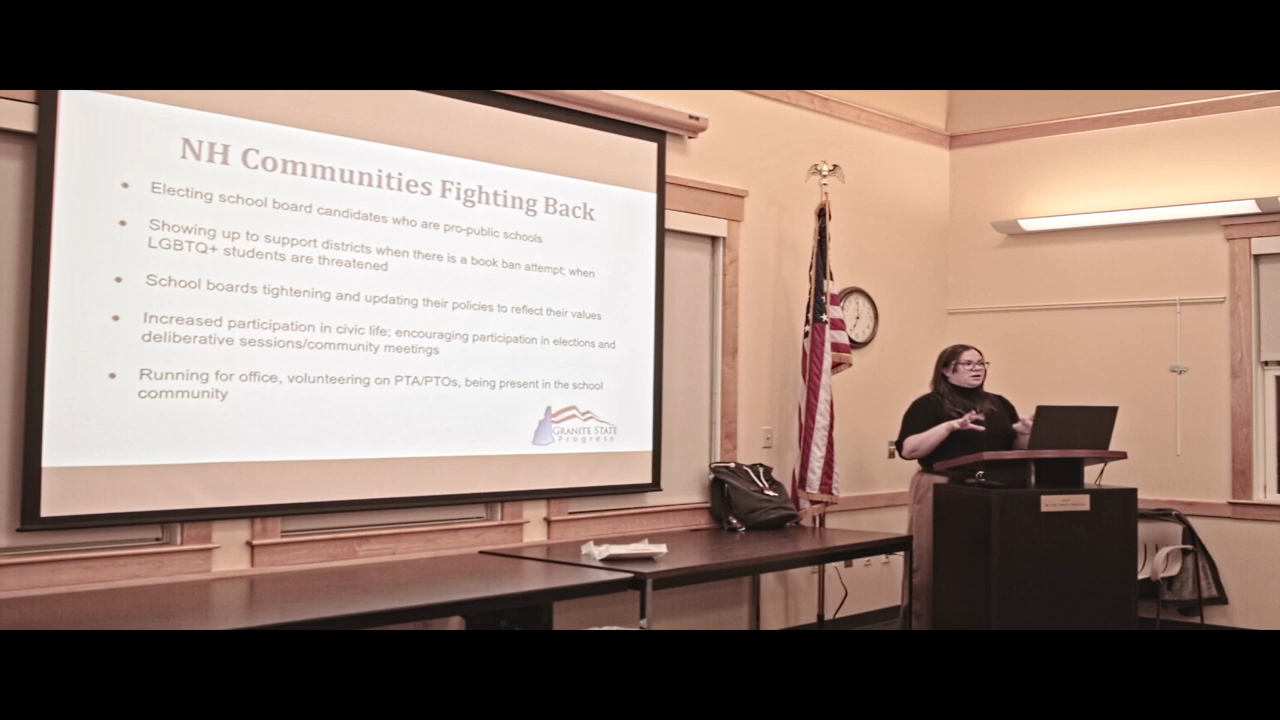 NH Communities Fighting Back
• Electing school board candidates who are pro-public schools
• Showing up to support districts when there is a book ban attempt; when
LGBTQ+ students are threatened
• School boards tightening and updating their policies to reflect their values
• Increased participation in civic life; encouraging participation in elections and
deliberative sessions/community meetings
• Running for office, volunteering on PTA/PTOs, being present in the school
community
GRANITE STATE
Progress